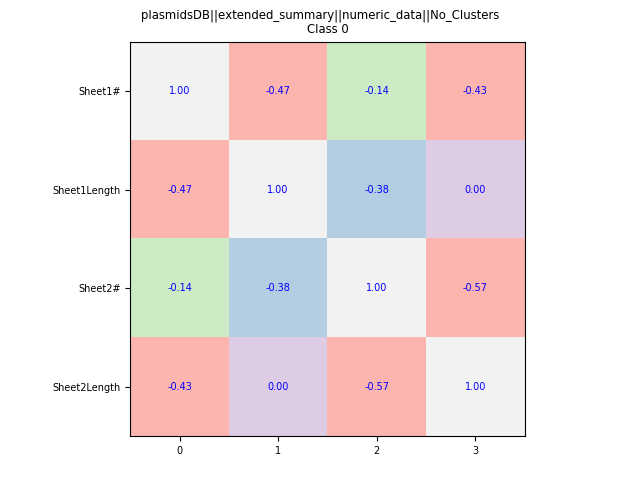 plasmidsDB||extended_summary||numeric_data||No_Clusters
Class 0
Sheet1# 1.00 -0.47 -0.14 -0.43
Sheet1Length -0.47 1.00 -0.38 0.00
Sheet2# -0.14 -0.38 1.00 -0.57
Sheet2Length -0.43 0.00 -0.57 1.00
0 1 2 3